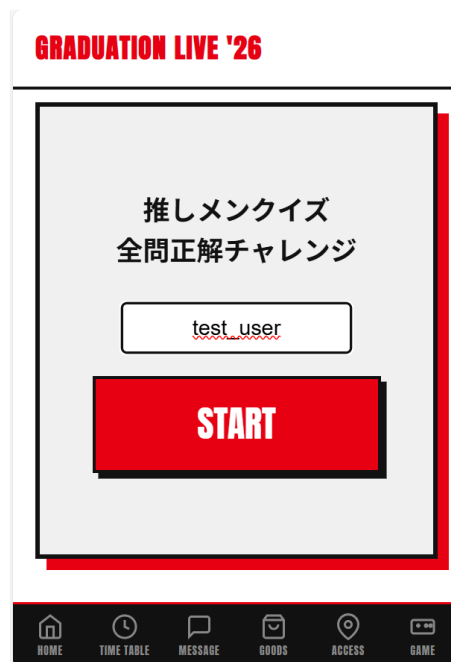 GRADUATION LIVE '26
推しメンクイズ
全問正解チャレンジ
test_user
START
HOME
TIME TABLE
MESSAGE
GOODS
ACCESS
GAME